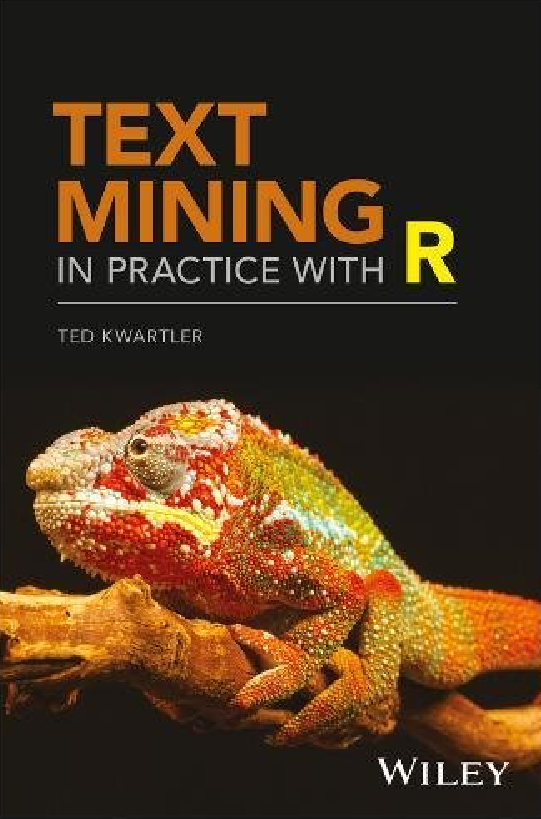 TEXT
MINING
IN PRACTICE WITH R
TED KWARTLER
WILEY